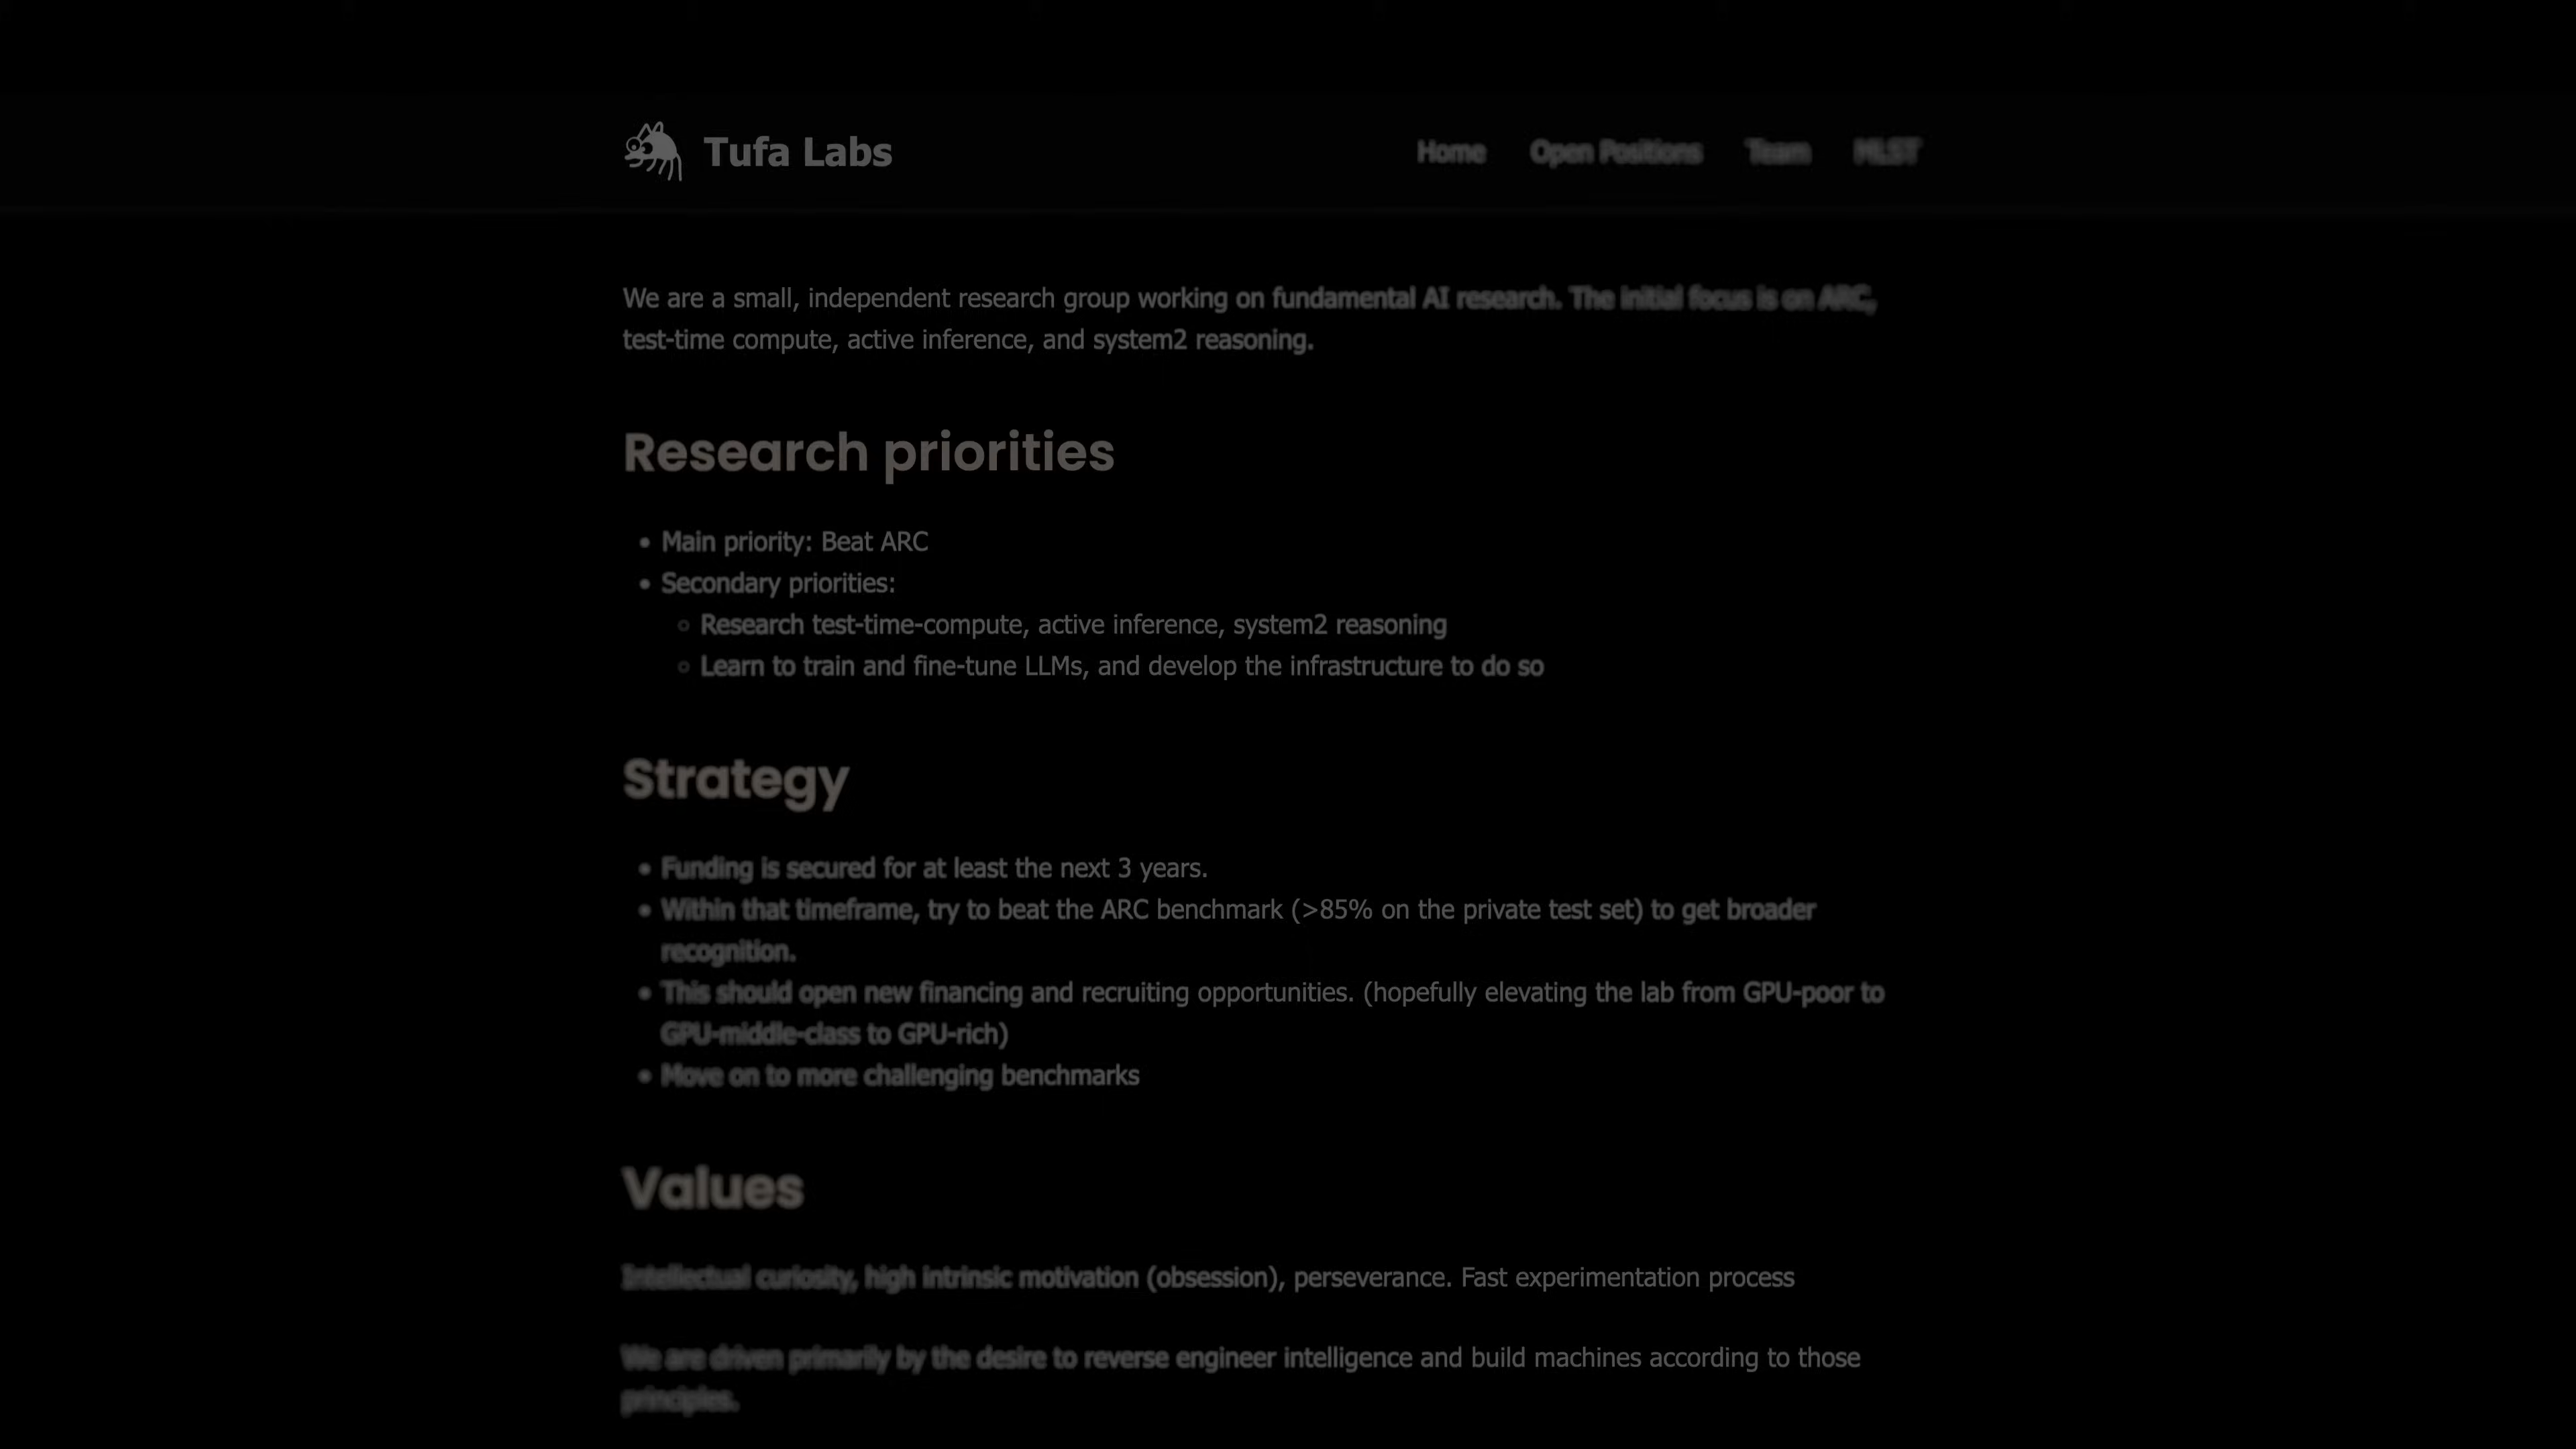 Tufa Labs
Home Open Positions Team MLST
We are a small, independent research group working on fundamental AI research. The initial focus is on ARC,
test-time compute, active inference, and system2 reasoning.
Research priorities
• Main priority: Beat ARC
• Secondary priorities:
◦ Research test-time-compute, active inference, system2 reasoning
◦ Learn to train and fine-tune LLMs, and develop the infrastructure to do so
Strategy
• Funding is secured for at least the next 3 years.
• Within that timeframe, try to beat the ARC benchmark (>85% on the private test set) to get broader
recognition.
• This should open new financing and recruiting opportunities. (hopefully elevating the lab from GPU-poor to
GPU-middle-class to GPU-rich)
• Move on to more challenging benchmarks
Values
Intellectual curiosity, high intrinsic motivation (obsession), perseverance. Fast experimentation process
We are driven primarily by the desire to reverse engineer intelligence and build machines according to those
principles.